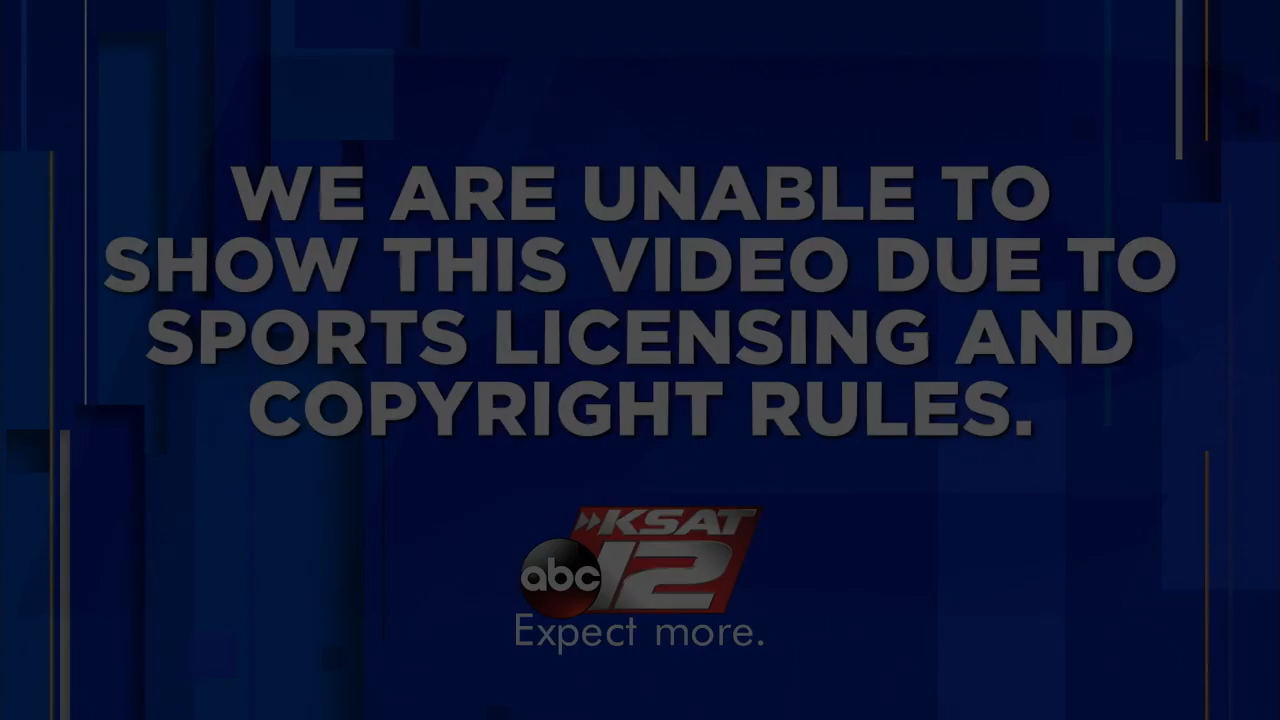 WE ARE UNABLE TO
SHOW THIS VIDEO DUE TO
SPORTS LICENSING AND
COPYRIGHT RULES.
KSAT
abc 12
Expect more.